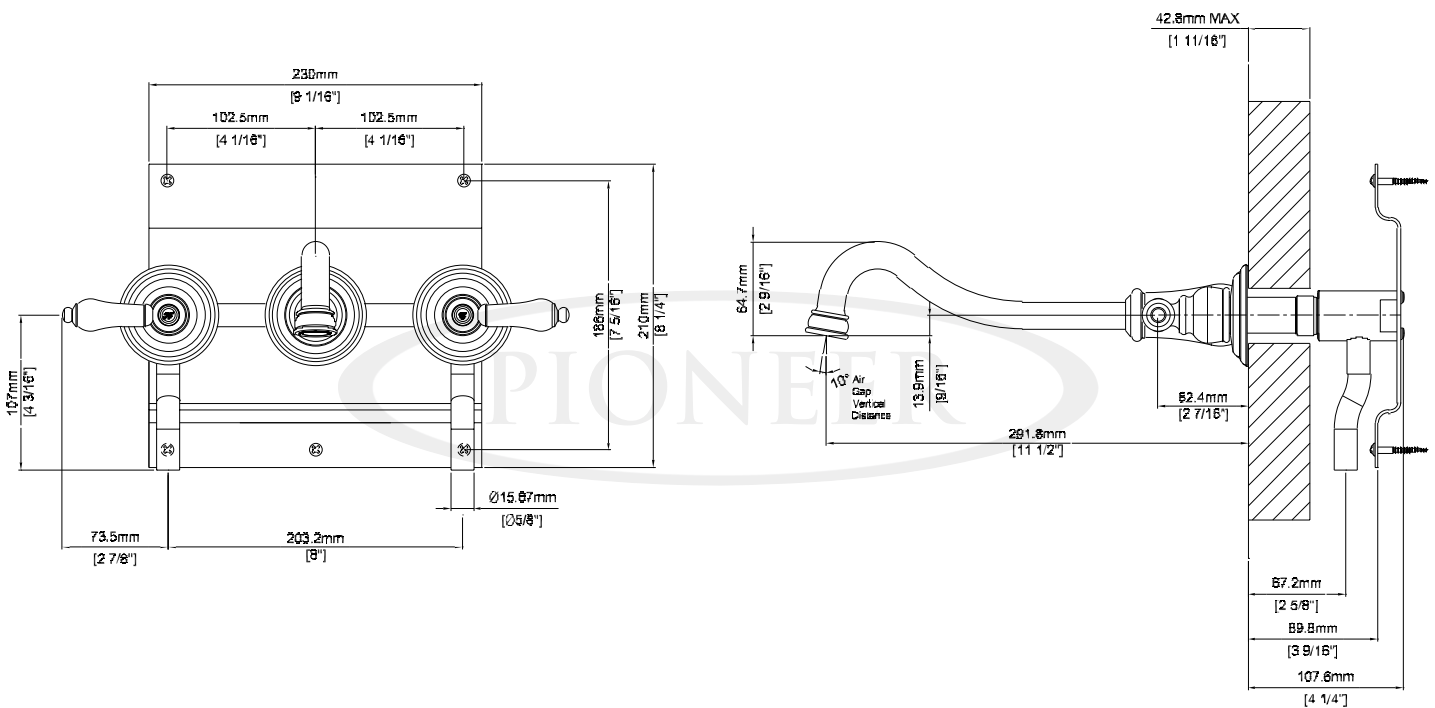 42.8mm MAX
[1 11/16"]
230mm
[9 1/16"]
102.5mm
[4 1/16"]
102.5mm
[4 1/16"]
186mm
[7 5/16"]
210mm
[8 1/4"]
64.7mm
[2 9/16"]
107mm
[4 3/16"]
PIONEER
10°
Air
Gap
Vertical
Distance
13.9mm
[9/16"]
62.4mm
[2 7/16"]
291.8mm
[11 1/2"]
Ø15.87mm
[Ø5/8"]
73.5mm
[2 7/8"]
203.2mm
[8"]
67.2mm
[2 5/8"]
89.8mm
[3 9/16"]
107.6mm
[4 1/4"]